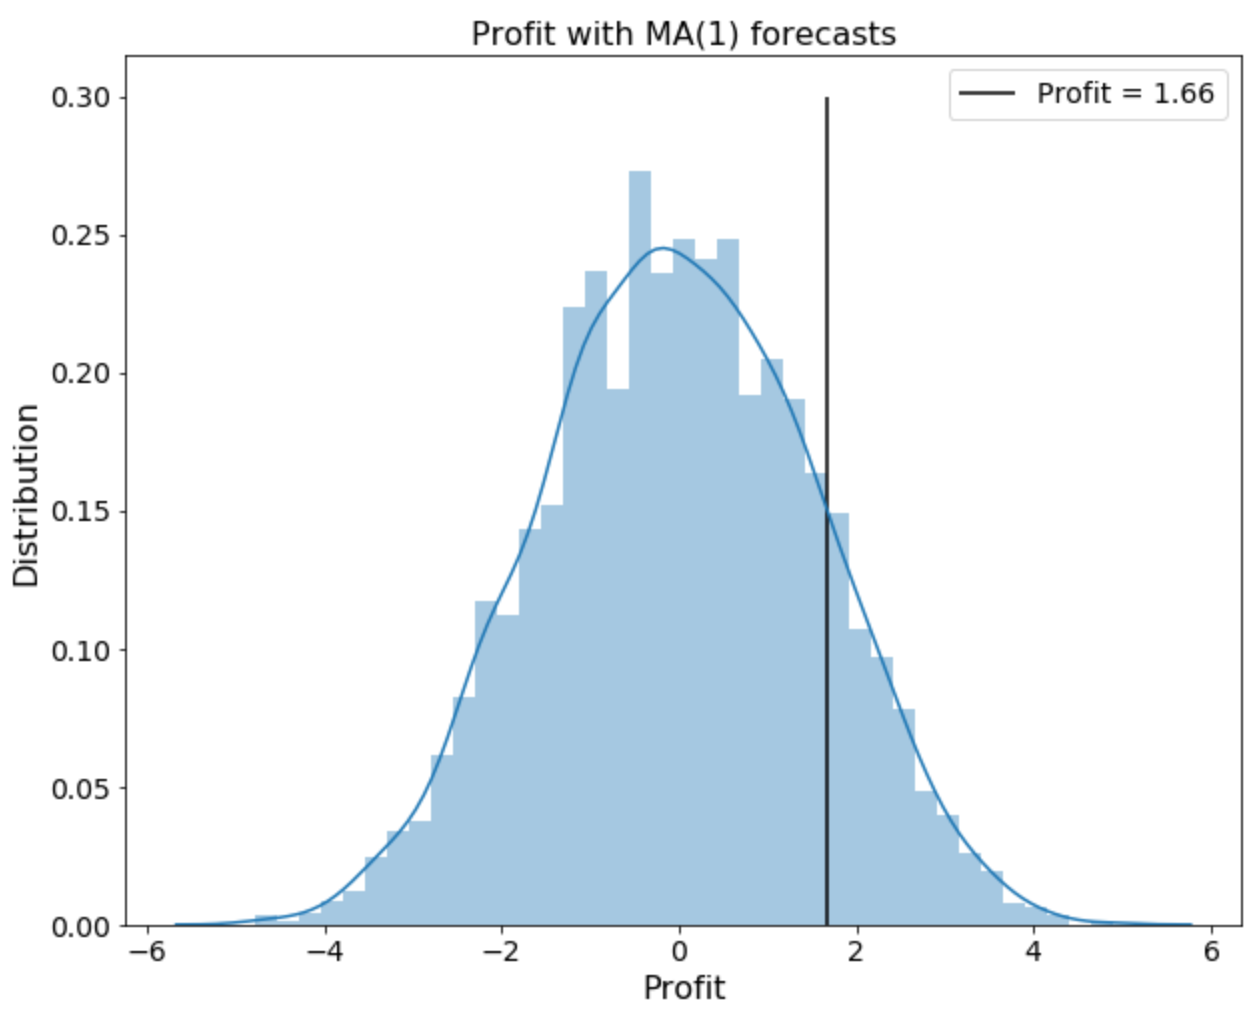 Profit with MA(1) forecasts
Profit = 1.66
0.30
0.25
0.20
0.15
0.10
0.05
0.00
Distribution
−6 −4 −2 0 2 4 6
Profit